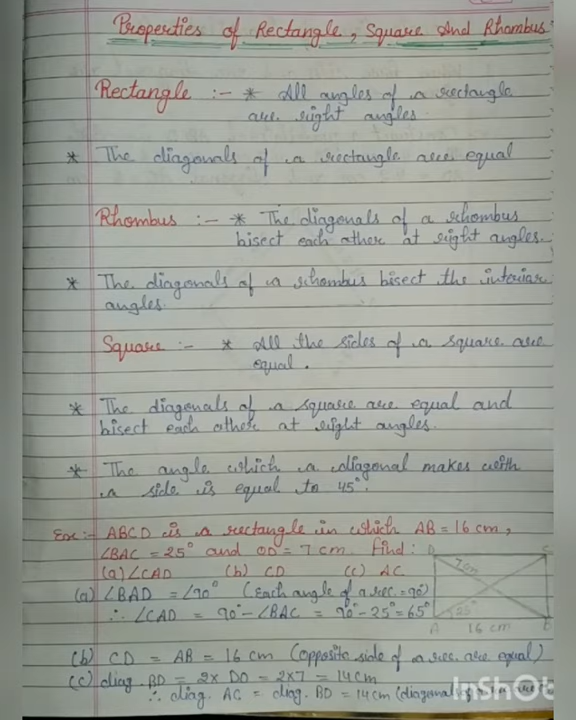 Properties of Rectangle, Square And Rhombus
Rectangle :- * All angles of a rectangle
are right angles
* The diagonals of a rectangle are equal
Rhombus :- * The diagonals of a rhombus
bisect each other at right angles.
* The diagonals of a rhombus bisect the interior
angles.
Square :- * All the sides of a square are
equal.
* The diagonals of a square are equal and
bisect each other at right angles.
* The angle which a diagonal makes with
a side is equal to 45°.
Ex:- ABCD is a rectangle in which AB = 16 cm,
∠BAC = 25° and OD = 7 cm. Find:
(a) ∠CAD (b) CD (c) AC
D C
7cm
25°
A B
16 cm
(a) ∠BAD = ∠90° (Each angle of a rec. = 90°)
∴ ∠CAD = 90° - ∠BAC = 90° - 25° = 65°
(b) CD = AB = 16 cm (opposite side of a rec. are equal)
(c) diag. BD = 2 x DO = 2x7 = 14cm
∴ diag. AC = diag. BD = 14 cm (diagonal of
InShOt